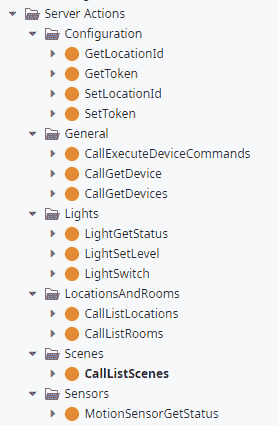 Server Actions
Configuration
GetLocationId
GetToken
SetLocationId
SetToken
General
CallExecuteDeviceCommands
CallGetDevice
CallGetDevices
Lights
LightGetStatus
LightSetLevel
LightSwitch
LocationsAndRooms
CallListLocations
CallListRooms
Scenes
CallListScenes
Sensors
MotionSensorGetStatus